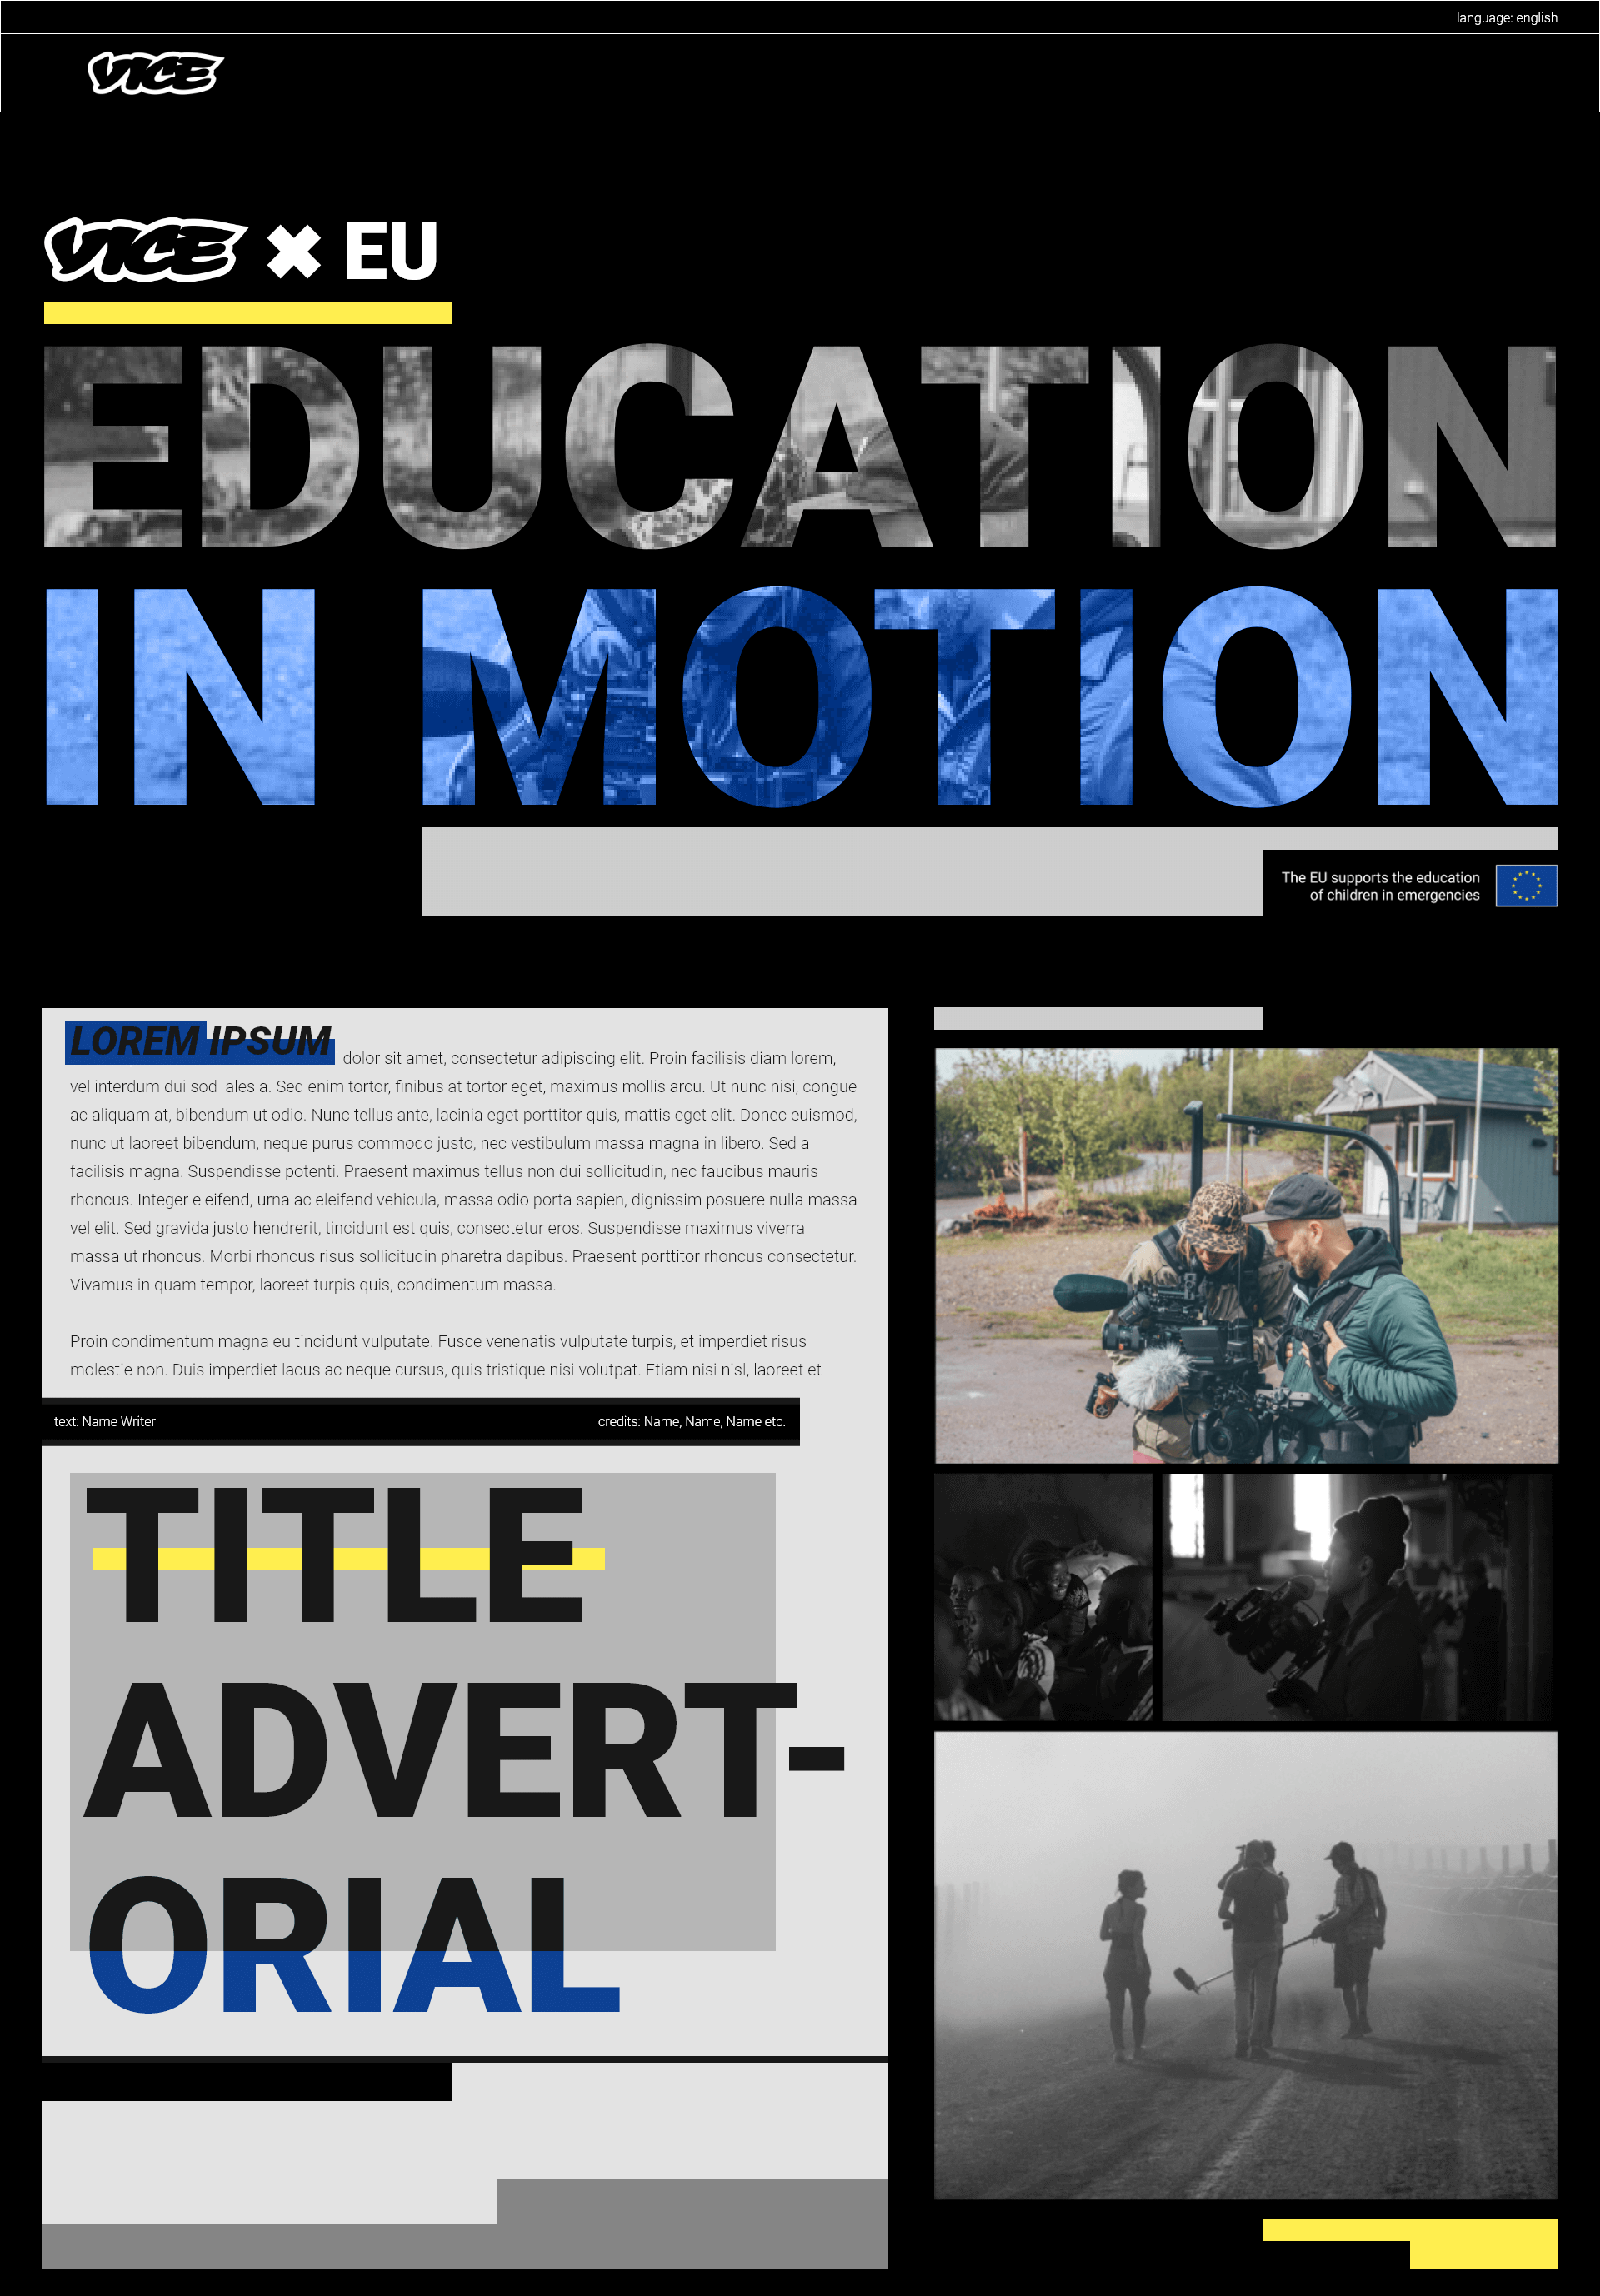 language: english
VICE
VICE ✖ EU
EDUCATION
IN MOTION
The EU supports the education
of children in emergencies
LOREM IPSUM dolor sit amet, consectetur adipiscing elit. Proin facilisis diam lorem,
vel interdum dui sod ales a. Sed enim tortor, finibus at tortor eget, maximus mollis arcu. Ut nunc nisi, congue
ac aliquam at, bibendum ut odio. Nunc tellus ante, lacinia eget porttitor quis, mattis eget elit. Donec euismod,
nunc ut laoreet bibendum, neque purus commodo justo, nec vestibulum massa magna in libero. Sed a
facilisis magna. Suspendisse potenti. Praesent maximus tellus non dui sollicitudin, nec faucibus mauris
rhoncus. Integer eleifend, urna ac eleifend vehicula, massa odio porta sapien, dignissim posuere nulla massa
vel elit. Sed gravida justo hendrerit, tincidunt est quis, consectetur eros. Suspendisse maximus viverra
massa ut rhoncus. Morbi rhoncus risus sollicitudin pharetra dapibus. Praesent porttitor rhoncus consectetur.
Vivamus in quam tempor, laoreet turpis quis, condimentum massa.
Proin condimentum magna eu tincidunt vulputate. Fusce venenatis vulputate turpis, et imperdiet risus
molestie non. Duis imperdiet lacus ac neque cursus, quis tristique nisi volutpat. Etiam nisi nisl, laoreet et
text: Name Writer
credits: Name, Name, Name etc.
TITLE
ADVERT-
ORIAL